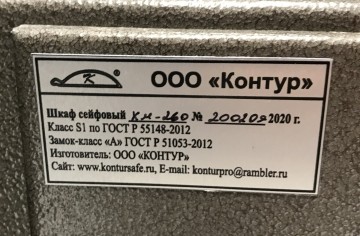 К
ООО «Контур»
Шкаф сейфовый КМ-260 № 200209 2020 г.
Класс S1 по ГОСТ Р 55148-2012
Замок-класс «А» ГОСТ Р 51053-2012
Изготовитель: ООО «КОНТУР»
Сайт: www.kontursafe.ru, E-mail: konturpro@rambler.ru